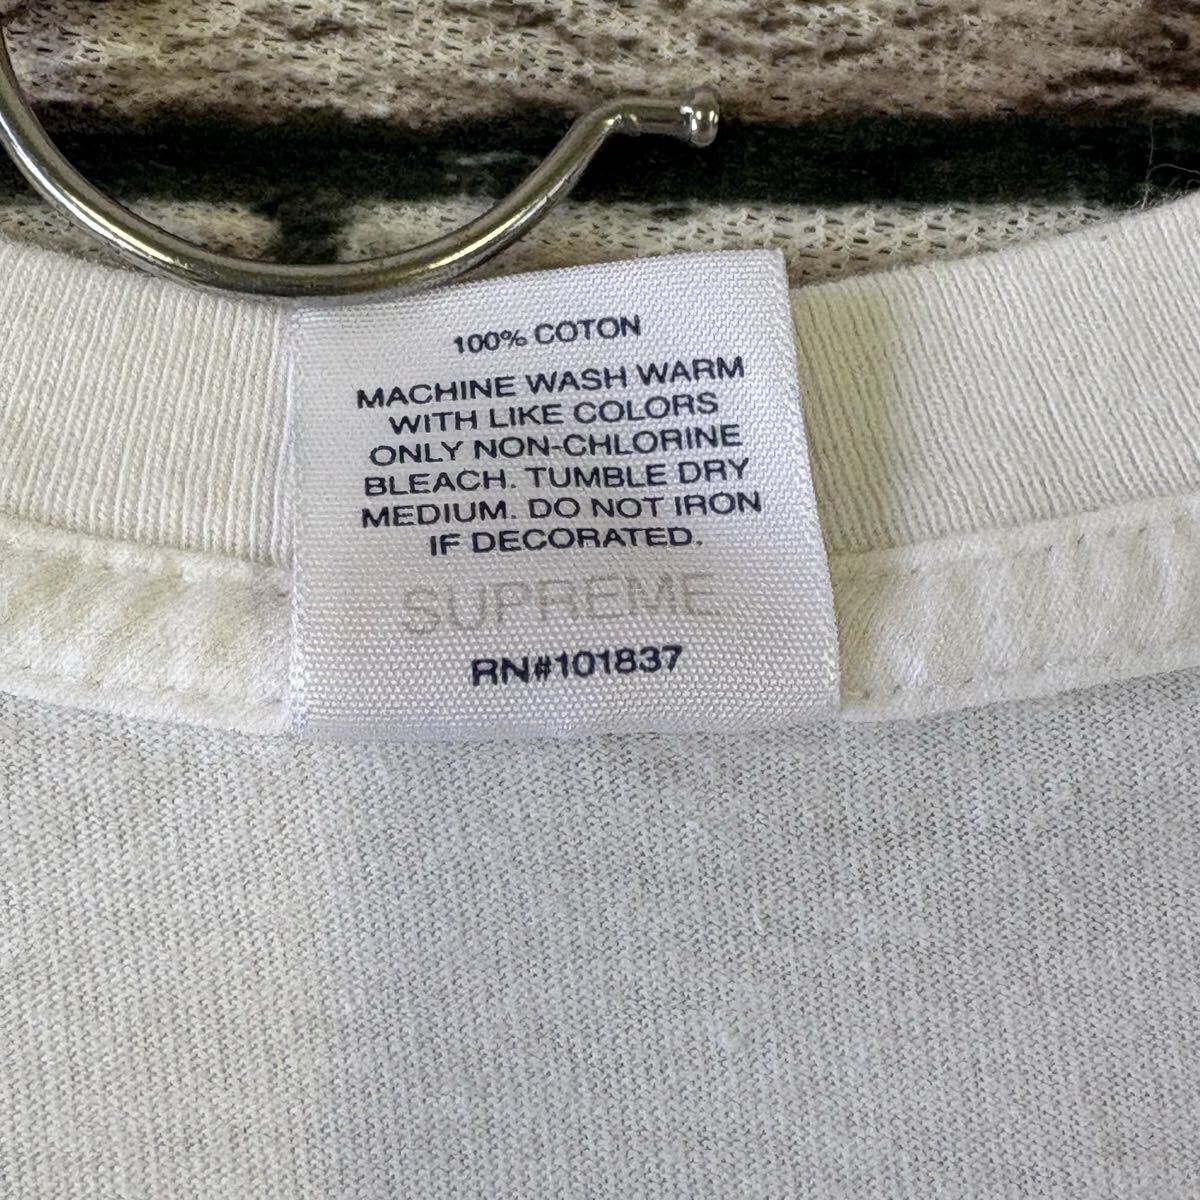 100% COTON
MACHINE WASH WARM
WITH LIKE COLORS
ONLY NON-CHLORINE
BLEACH. TUMBLE DRY
MEDIUM. DO NOT IRON
IF DECORATED.
SUPREME
RN#101837